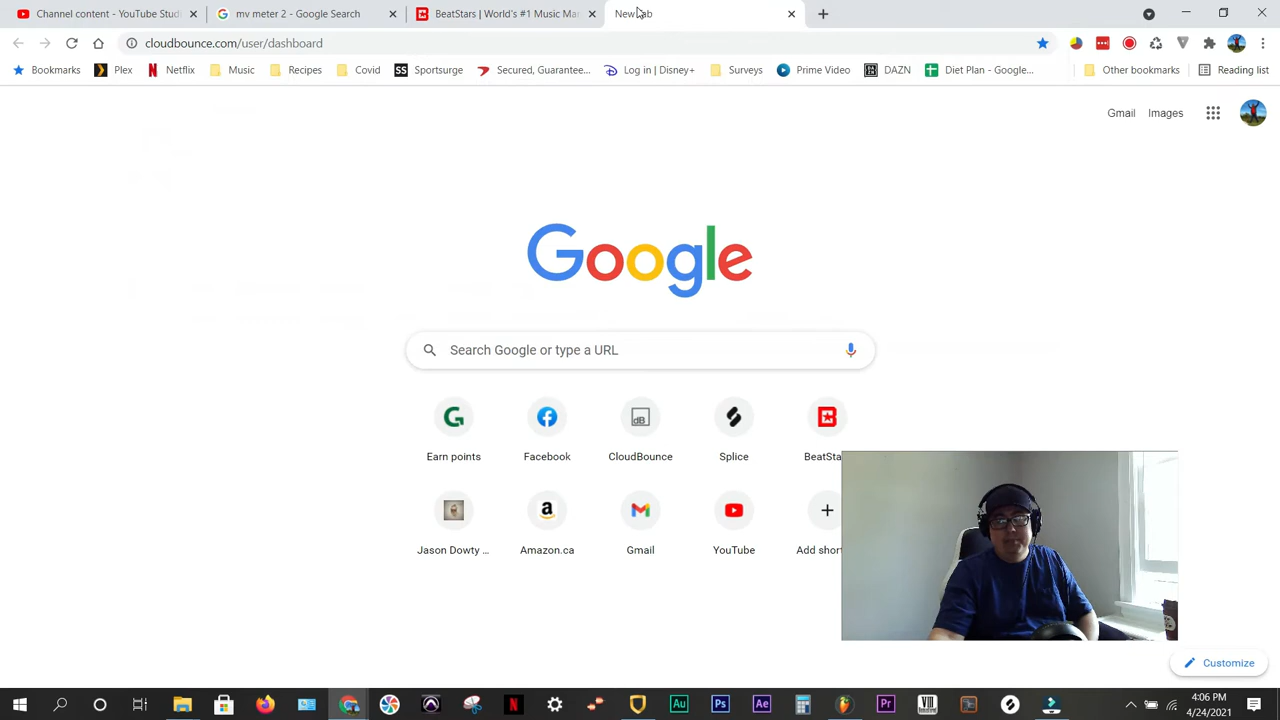 Channel content - YouTube Stud
mv meter 2 - Google Search
BeatStars | World's #1 Music Ma
New Tab
cloudbounce.com/user/dashboard
Bookmarks
Plex
Netflix
Music
Recipes
Covid
Sportsurge
Secured, Guarantee...
Log in | Disney+
Surveys
Prime Video
DAZN
Diet Plan - Google...
Other bookmarks
Reading list
Gmail
Images
Google
Search Google or type a URL
Earn points
Facebook
CloudBounce
Splice
BeatSta
Jason Dowty ...
Amazon.ca
Gmail
YouTube
Add short
Customize
4:06 PM
4/24/2021